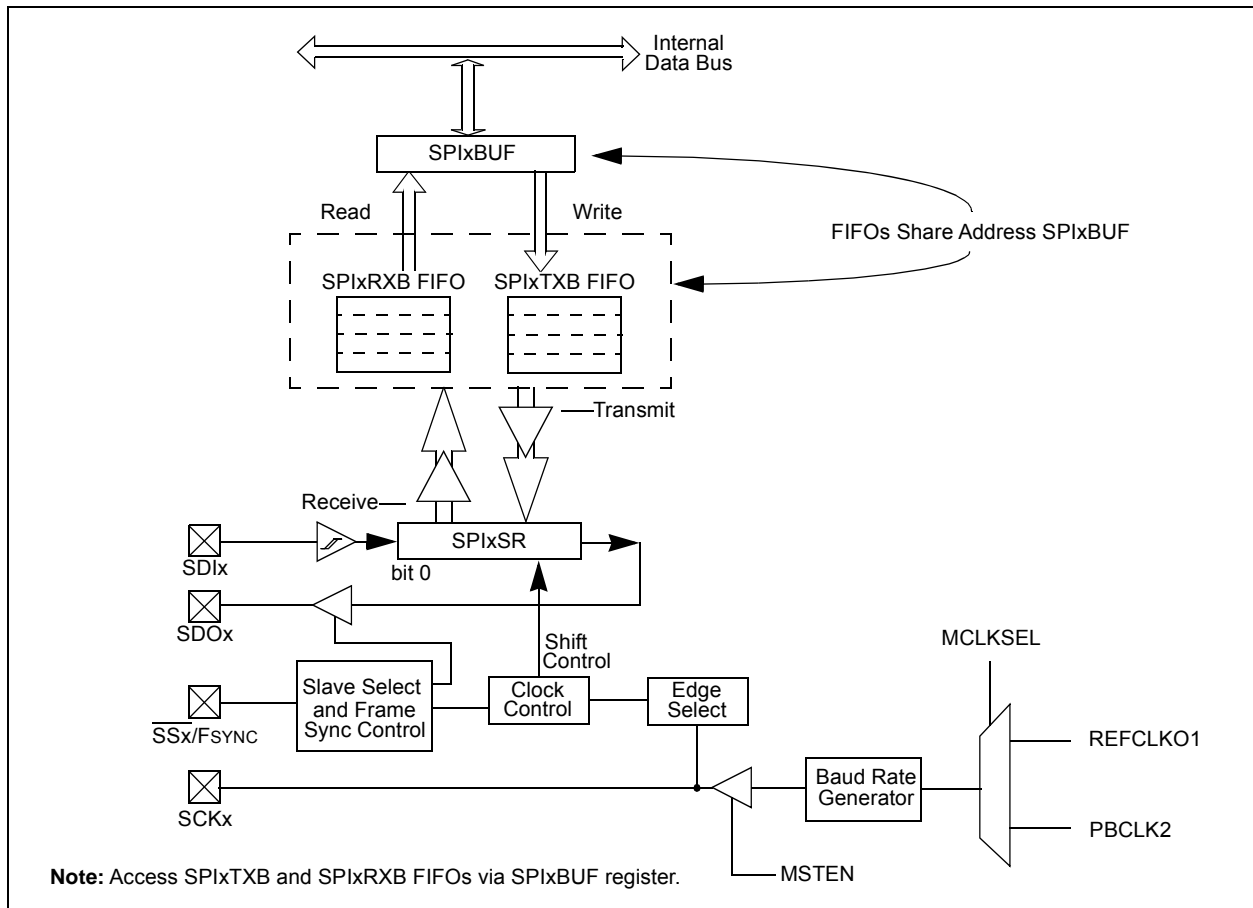 Internal
Data Bus
SPIxBUF
Read
Write
FIFOs Share Address SPIxBUF
SPIxRXB FIFO
SPIxTXB FIFO
Transmit
Receive
SPIxSR
SDIx
bit 0
SDOx
Shift
Control
MCLKSEL
Slave Select
and Frame
Sync Control
Clock
Control
Edge
Select
SSx/FSYNC
REFCLKO1
Baud Rate
Generator
SCKx
PBCLK2
MSTEN
Note: Access SPIxTXB and SPIxRXB FIFOs via SPIxBUF register.